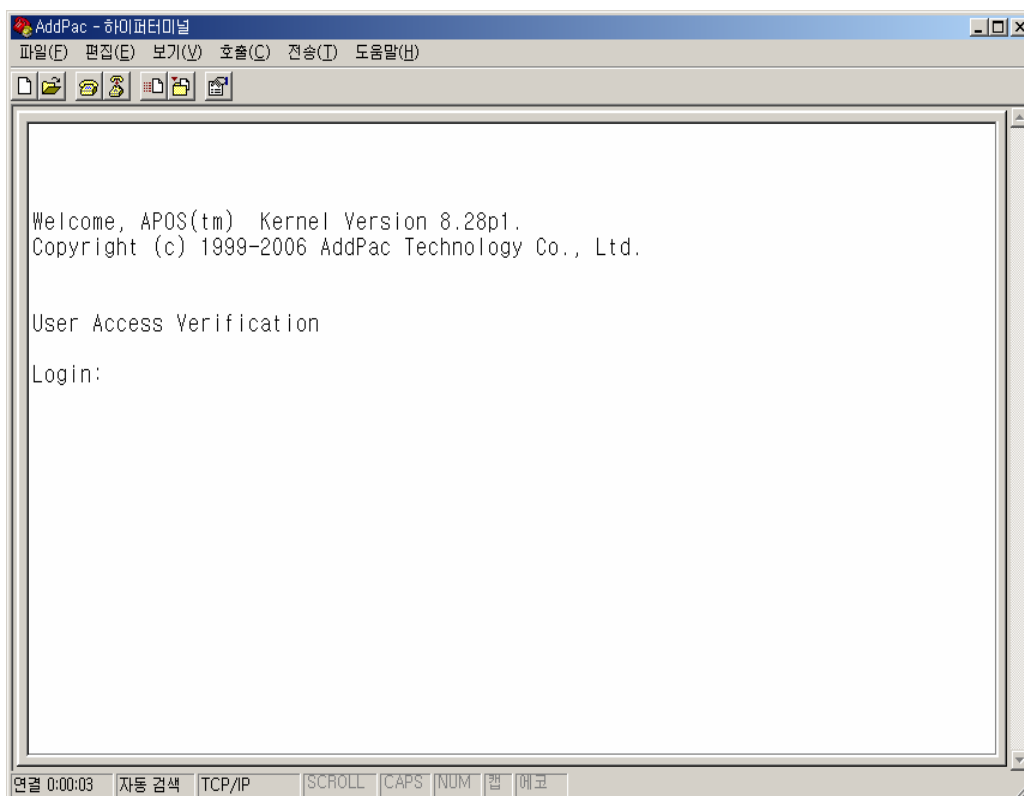 AddPac - 하이퍼터미널
파일(F) 편집(E) 보기(V) 호출(C) 전송(T) 도움말(H)
Welcome, APOS(tm) Kernel Version 8.28p1.
Copyright (c) 1999-2006 AddPac Technology Co., Ltd.
User Access Verification
Login:
연결 0:00:03 자동 검색 TCP/IP SCROLL CAPS NUM 캡 에코